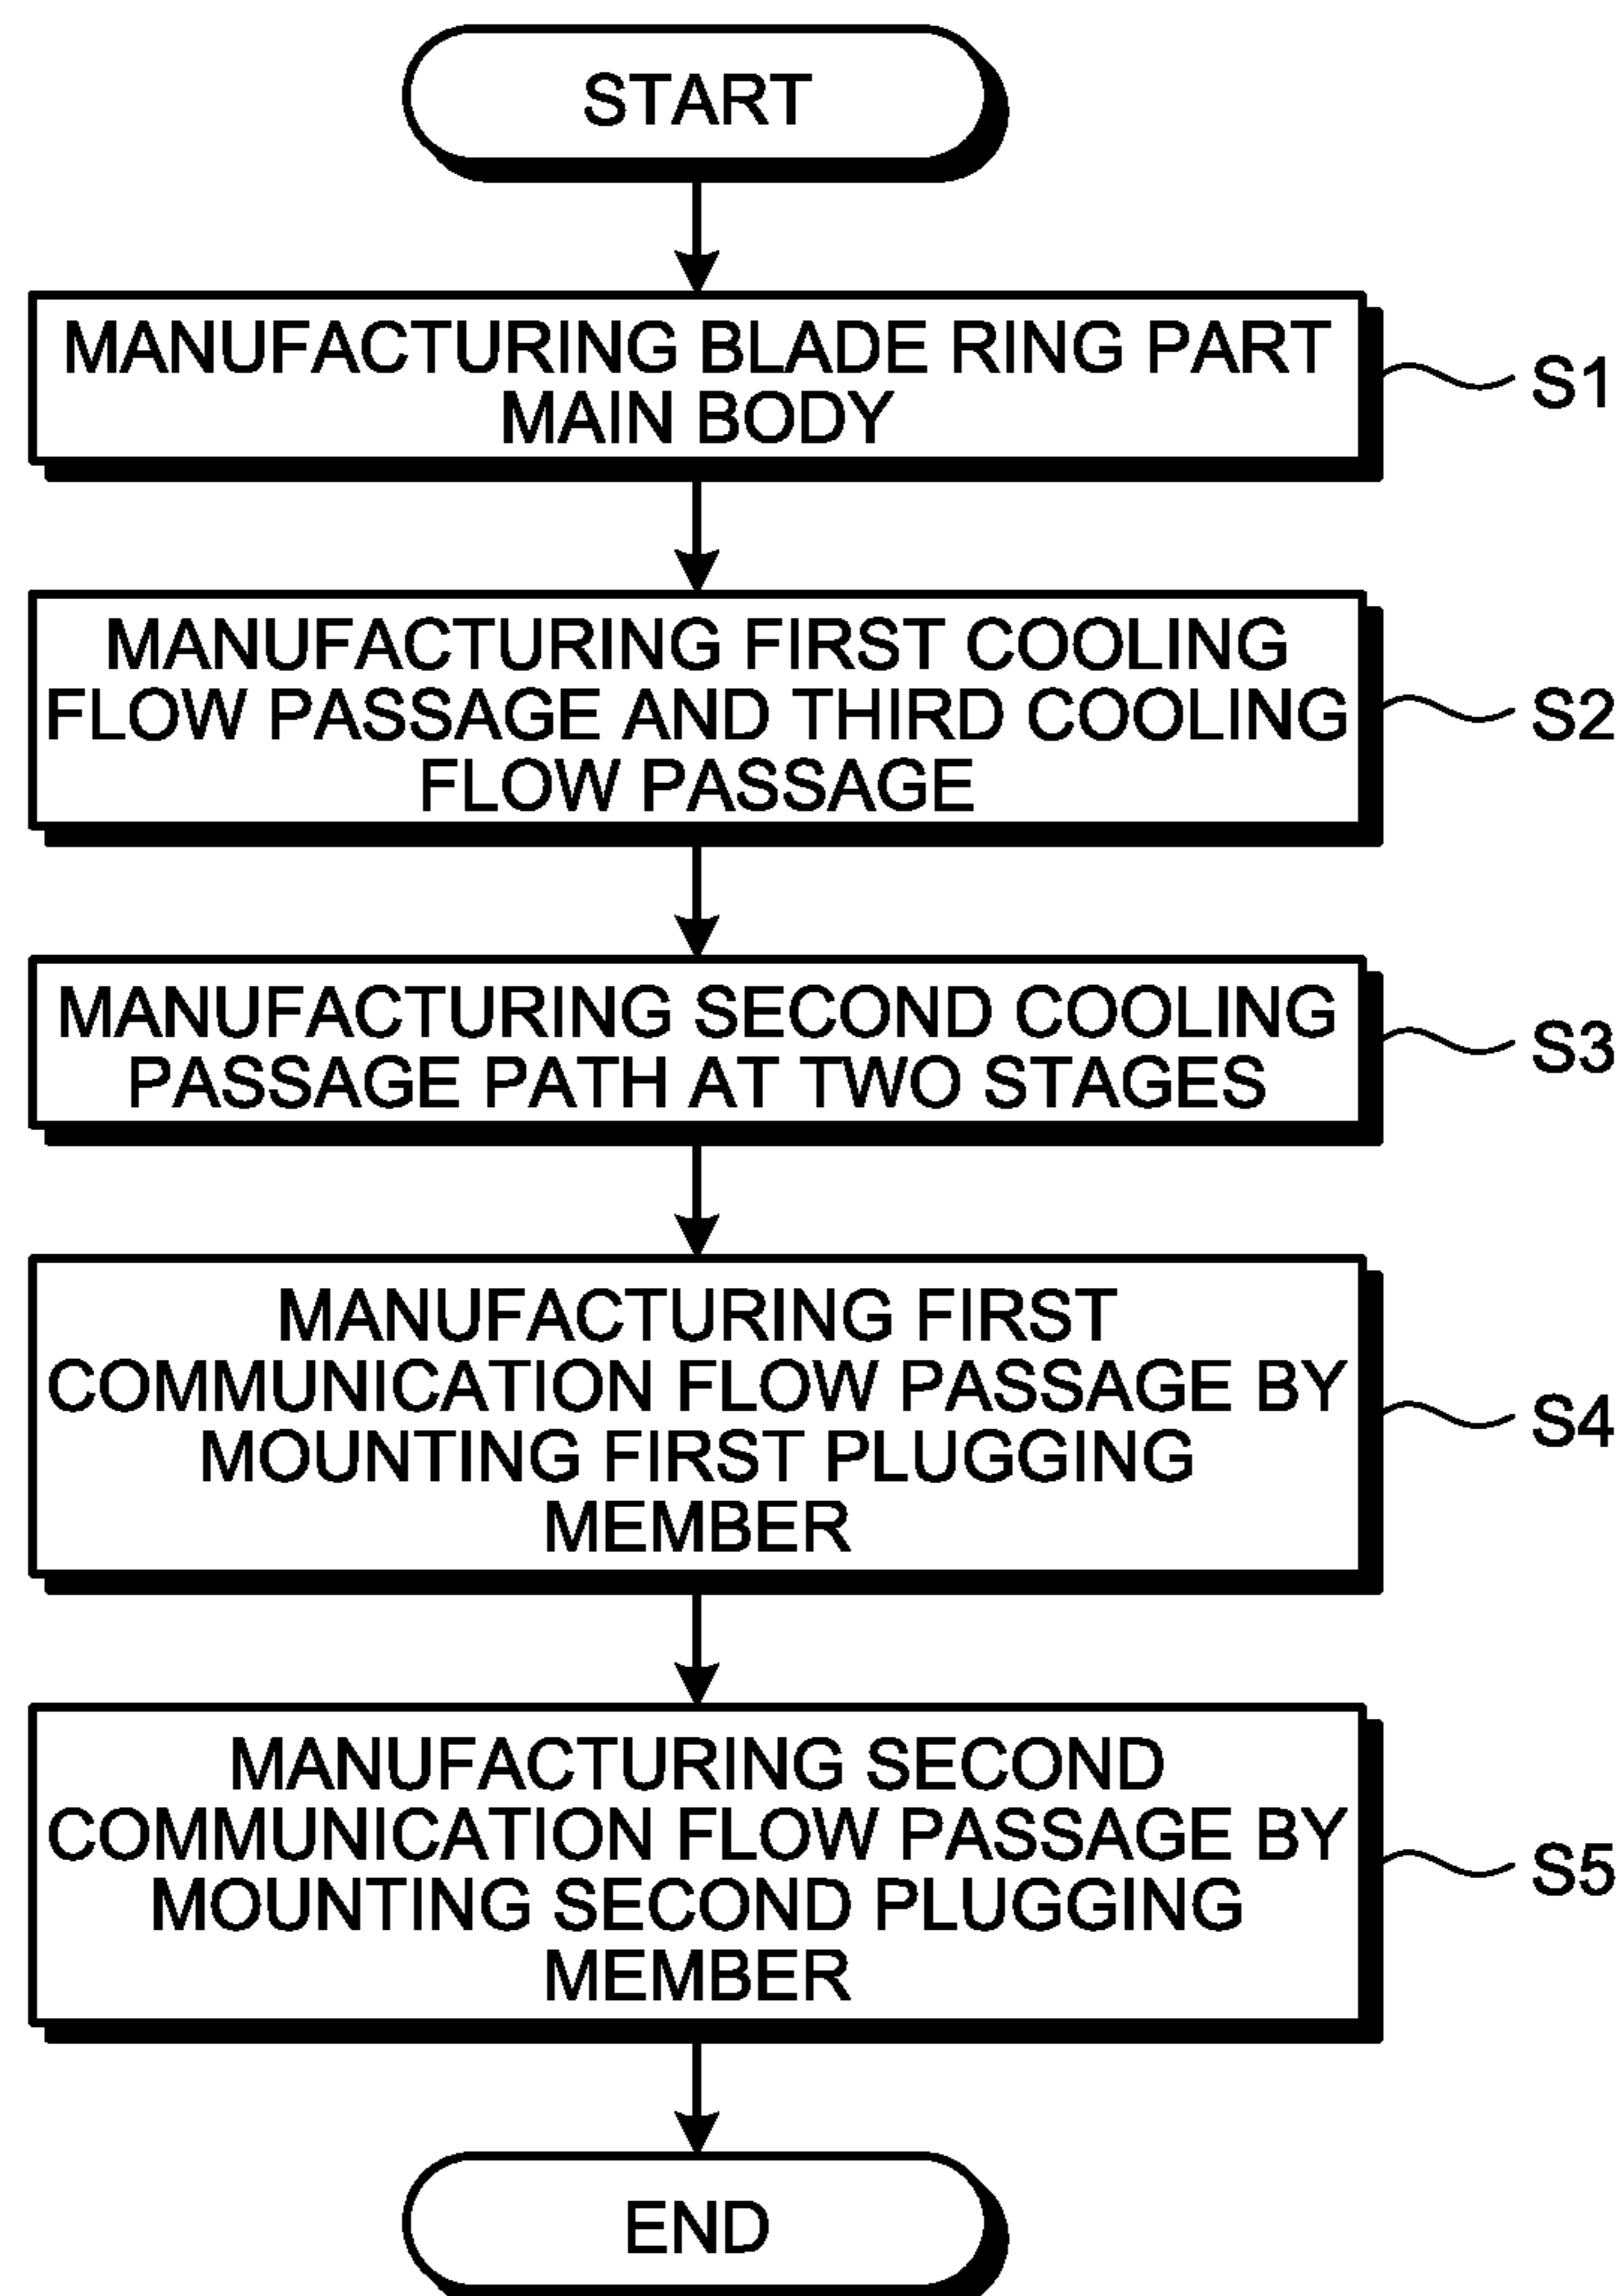 START
MANUFACTURING BLADE RING PART
MAIN BODY
S1
MANUFACTURING FIRST COOLING
FLOW PASSAGE AND THIRD COOLING
FLOW PASSAGE
S2
MANUFACTURING SECOND COOLING
PASSAGE PATH AT TWO STAGES
S3
MANUFACTURING FIRST
COMMUNICATION FLOW PASSAGE BY
MOUNTING FIRST PLUGGING
MEMBER
S4
MANUFACTURING SECOND
COMMUNICATION FLOW PASSAGE BY
MOUNTING SECOND PLUGGING
MEMBER
S5
END